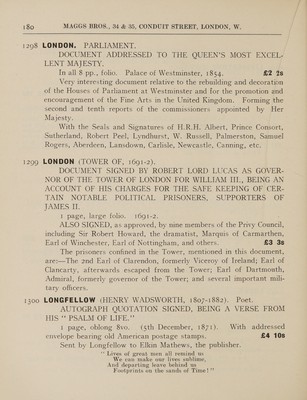 180 MAGGS BROS., 34 & 35, CONDUIT STREET, LONDON, W.
1298 LONDON. PARLIAMENT.
DOCUMENT ADDRESSED TO THE QUEEN'S MOST EXCEL-
LENT MAJESTY.
In all 8 pp., folio. Palace of Westminster, 1854. £2 2s
Very interesting document relative to the rebuilding and decoration
of the Houses of Parliament at Westminster and for the promotion and
encouragement of the Fine Arts in the United Kingdom. Forming the
second and tenth reports of the commissioners appointed by Her
Majesty.
With the Seals and Signatures of H.R.H. Albert, Prince Consort,
Sutherland, Robert Peel, Lyndhurst, W. Russell, Palmerston, Samuel
Rogers, Aberdeen, Lansdown, Carlisle, Newcastle, Canning, etc.
1299 LONDON (TOWER OF, 1691-2).
DOCUMENT SIGNED BY ROBERT LORD LUCAS AS GOVER-
NOR OF THE TOWER OF LONDON FOR WILLIAM III., BEING AN
ACCOUNT OF HIS CHARGES FOR THE SAFE KEEPING OF CER-
TAIN NOTABLE POLITICAL PRISONERS, SUPPORTERS OF
JAMES II.
1 page, large folio. 1691-2.
ALSO SIGNED, as approved, by nine members of the Privy Council,
including Sir Robert Howard, the dramatist, Marquis of Carmarthen,
Earl of Winchester, Earl of Nottingham, and others. £3 3s
The prisoners confined in the Tower, mentioned in this document,
are:—The 2nd Earl of Clarendon, formerly Viceroy of Ireland; Earl of
Clancarty, afterwards escaped from the Tower; Earl of Dartmouth,
Admiral, formerly governor of the Tower; and several important mili-
tary officers.
1300 LONGFELLOW (HENRY WADSWORTH, 1807-1882). Poet.
AUTOGRAPH QUOTATION SIGNED, BEING A VERSE FROM
HIS " PSALM OF LIFE."
1 page, oblong 8vo. (5th December, 1871). With addressed
envelope bearing old American postage stamps. £4 10s
Sent by Longfellow to Elkin Mathews, the publisher.
" Lives of great men all remind us
We can make our lives sublime,
And departing leave behind us
Footprints on the sands of Time! "